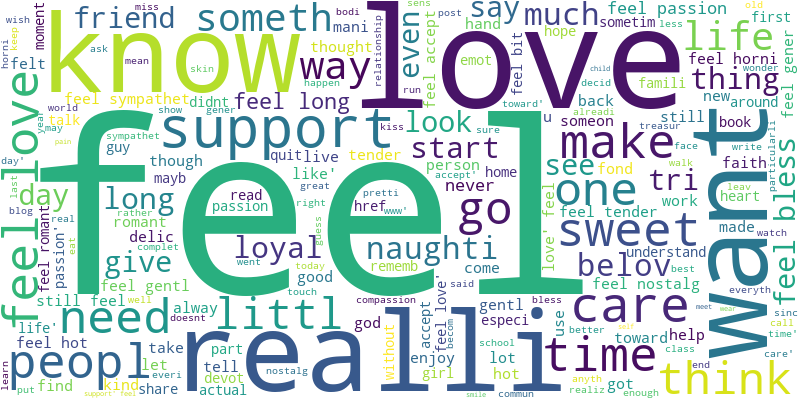 feel
love
know
want
realli
support
need
peopl
time
think
care
sweet
make
one
go
life
feel love
littl
naughti
loyal
belov
way
someth
friend
much
say
even
thing
tri
see
look
start
long
day
give
feel bless
feel passion
feel horni
feel accept
feel bit
feel long
feel sympathet
feel tender
feel nostalg
feel gentl
feel hot
feel romant
feel gener
still feel
love' feel
feel love'
support' feel
moment
felt
talk
guy
though
mayb
romant
delic
quit
live
tender
like'
thought
mani
didnt
read
passion
href
www'
right
great
pretti
rememb
person
never
home
come
good
god
alway
part
tell
devot
actual
share
kind
find
put
let
take
everi
without
accept
accept'
enjoy
girl
gentl
especi
lot
hot
use
toward
toward'
help
got
class
better
understand
made
work
heart
faith
book
new
around
still
back
famili
someon
fond
hope
hand
emot
sometim
first
relationship
bodi
miss
post
sens
less
old
wish
horni
keep
ask
mean
skin
happen
run
show
gener
kiss
sure
u
child
decid
alreadi
treasur
wonder
particularli
write
face
walk
leav
watch
best
everyth
call
sinc
time'
care'
meet
wear
end
self
anyth
realiz
enough
commun
smile
school
becom
said
bless
compassion
touch
today
went
doesnt
nostalg
well
complet
rather
real
eat
blog
last
life'
passion'
learn
day'
may
year
world
pain
sympathet
guess